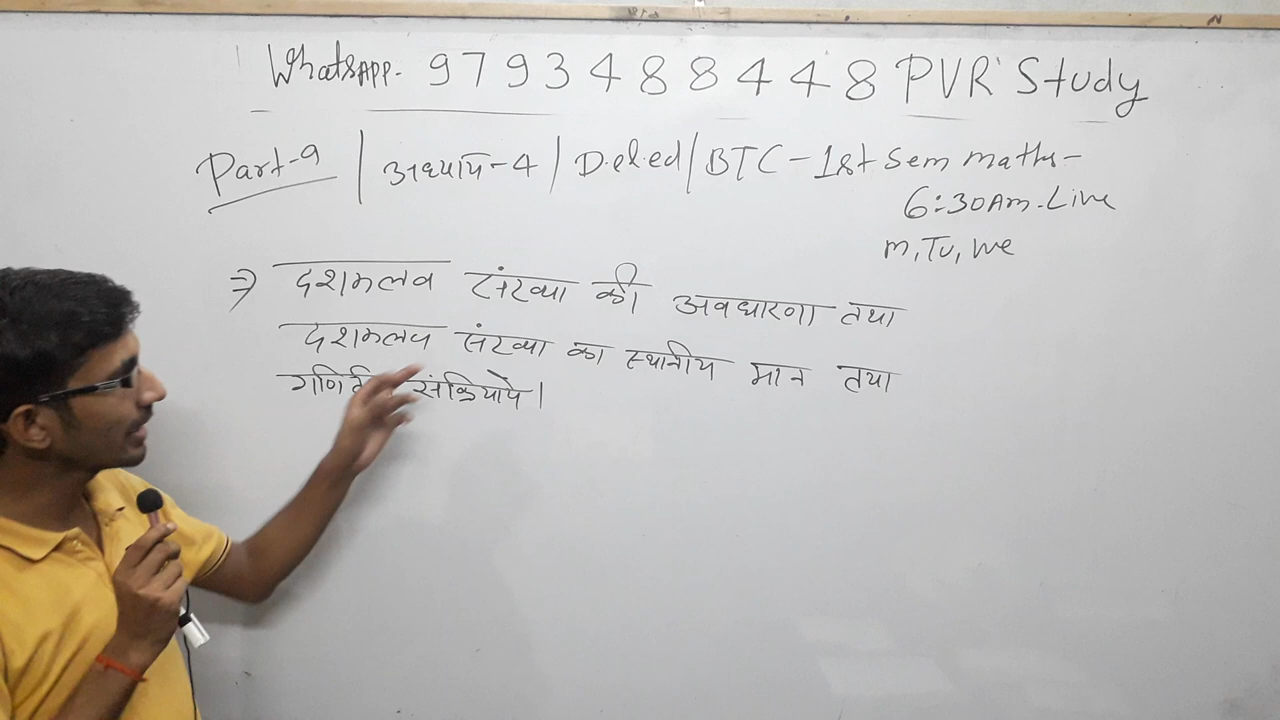 WhatsAPP- 9793488448 PVR Study
Part-9 | अध्याय-4 | D.el.ed | BTC - 1st Sem maths-
6:30Am-Live
m, Tu, we
⇒ दशमलव संख्या की अवधारणा तथा
दशमलव संख्या का स्थानीय मान तथा
संक्रियाये।